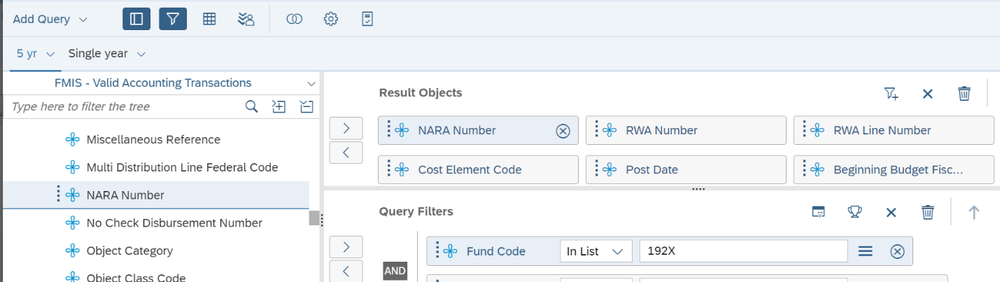 Add Query
5 yr Single year
FMIS - Valid Accounting Transactions
Type here to filter the tree
Miscellaneous Reference
Multi Distribution Line Federal Code
NARA Number
No Check Disbursement Number
Object Category
Object Class Code
Result Objects
NARA Number RWA Number RWA Line Number
Cost Element Code Post Date Beginning Budget Fisc...
Query Filters
Fund Code In List 192X
AND